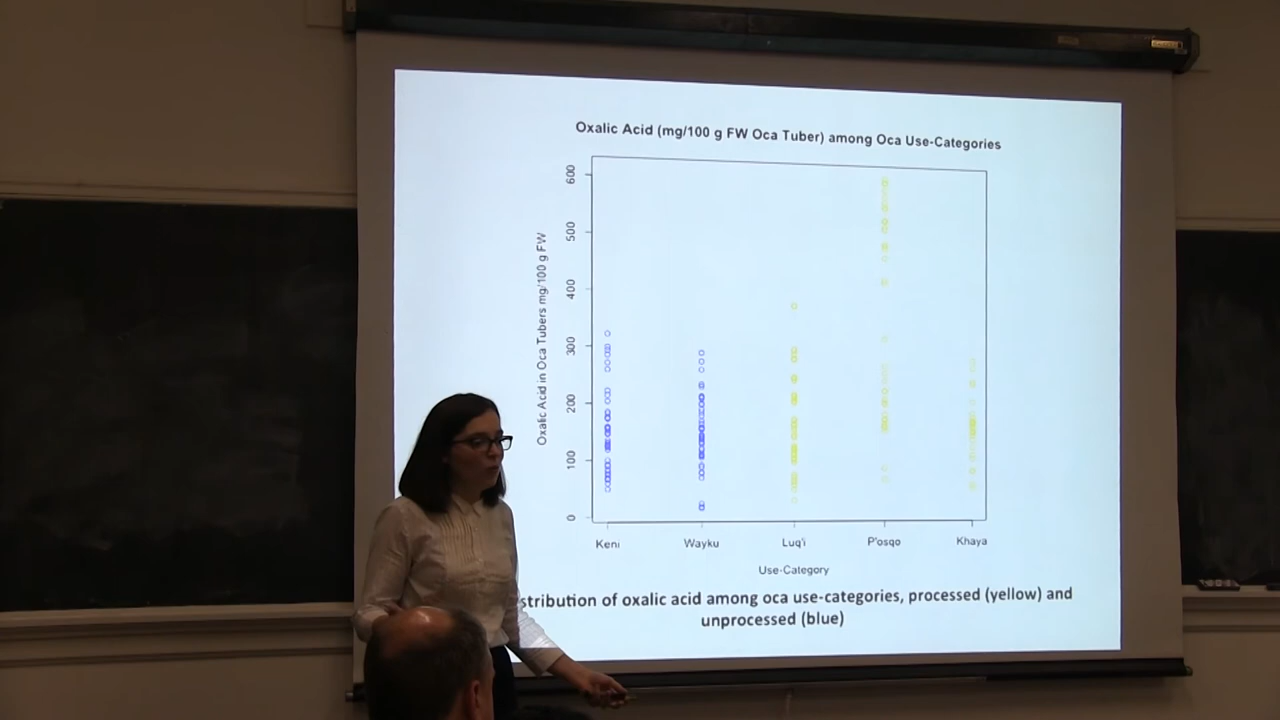 Oxalic Acid (mg/100 g FW Oca Tuber) among Oca Use-Categories
Oxalic Acid in Oca Tubers mg/100 g FW
600
500
400
300
200
100
0
Keni
Wayku
Luq'i
P'osqo
Khaya
Use-Category
stribution of oxalic acid among oca use-categories, processed (yellow) and
unprocessed (blue)